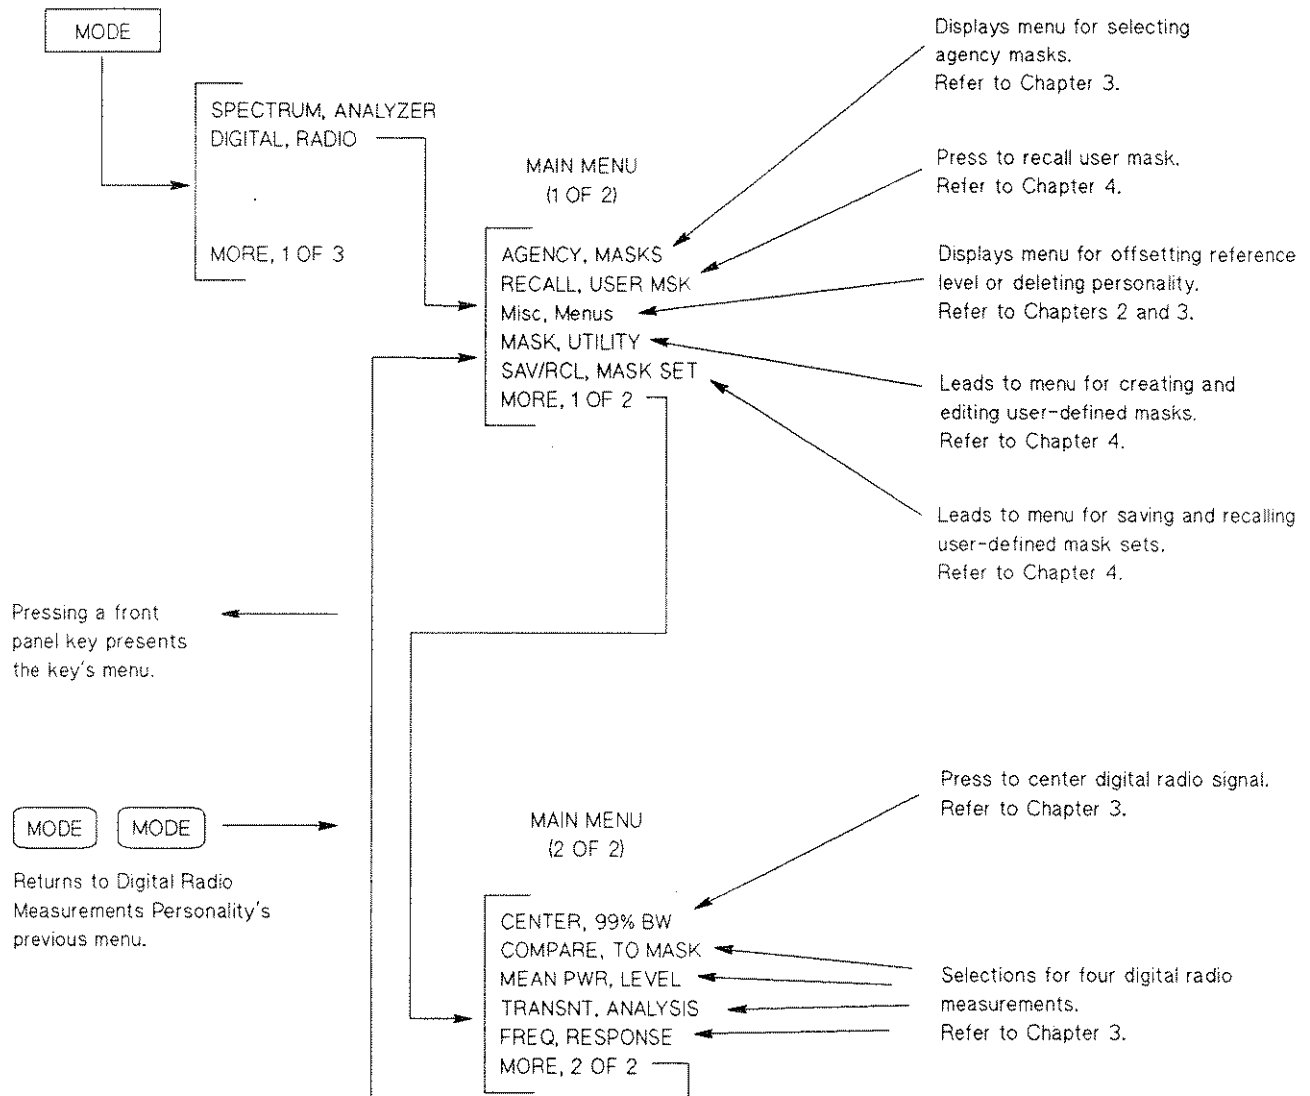 MODE
SPECTRUM, ANALYZER
DIGITAL, RADIO
MORE, 1 OF 3
MAIN MENU
(1 OF 2)
AGENCY, MASKS
RECALL, USER MSK
Misc, Menus
MASK, UTILITY
SAV/RCL, MASK SET
MORE, 1 OF 2
Displays menu for selecting
agency masks.
Refer to Chapter 3.
Press to recall user mask.
Refer to Chapter 4.
Displays menu for offsetting reference
level or deleting personality.
Refer to Chapters 2 and 3.
Leads to menu for creating and
editing user-defined masks.
Refer to Chapter 4.
Leads to menu for saving and recalling
user-defined mask sets.
Refer to Chapter 4.
Pressing a front
panel key presents
the key's menu.
MODE MODE
Returns to Digital Radio
Measurements Personality's
previous menu.
MAIN MENU
(2 OF 2)
CENTER, 99% BW
COMPARE, TO MASK
MEAN PWR, LEVEL
TRANSNT, ANALYSIS
FREQ, RESPONSE
MORE, 2 OF 2
Press to center digital radio signal.
Refer to Chapter 3.
Selections for four digital radio
measurements.
Refer to Chapter 3.